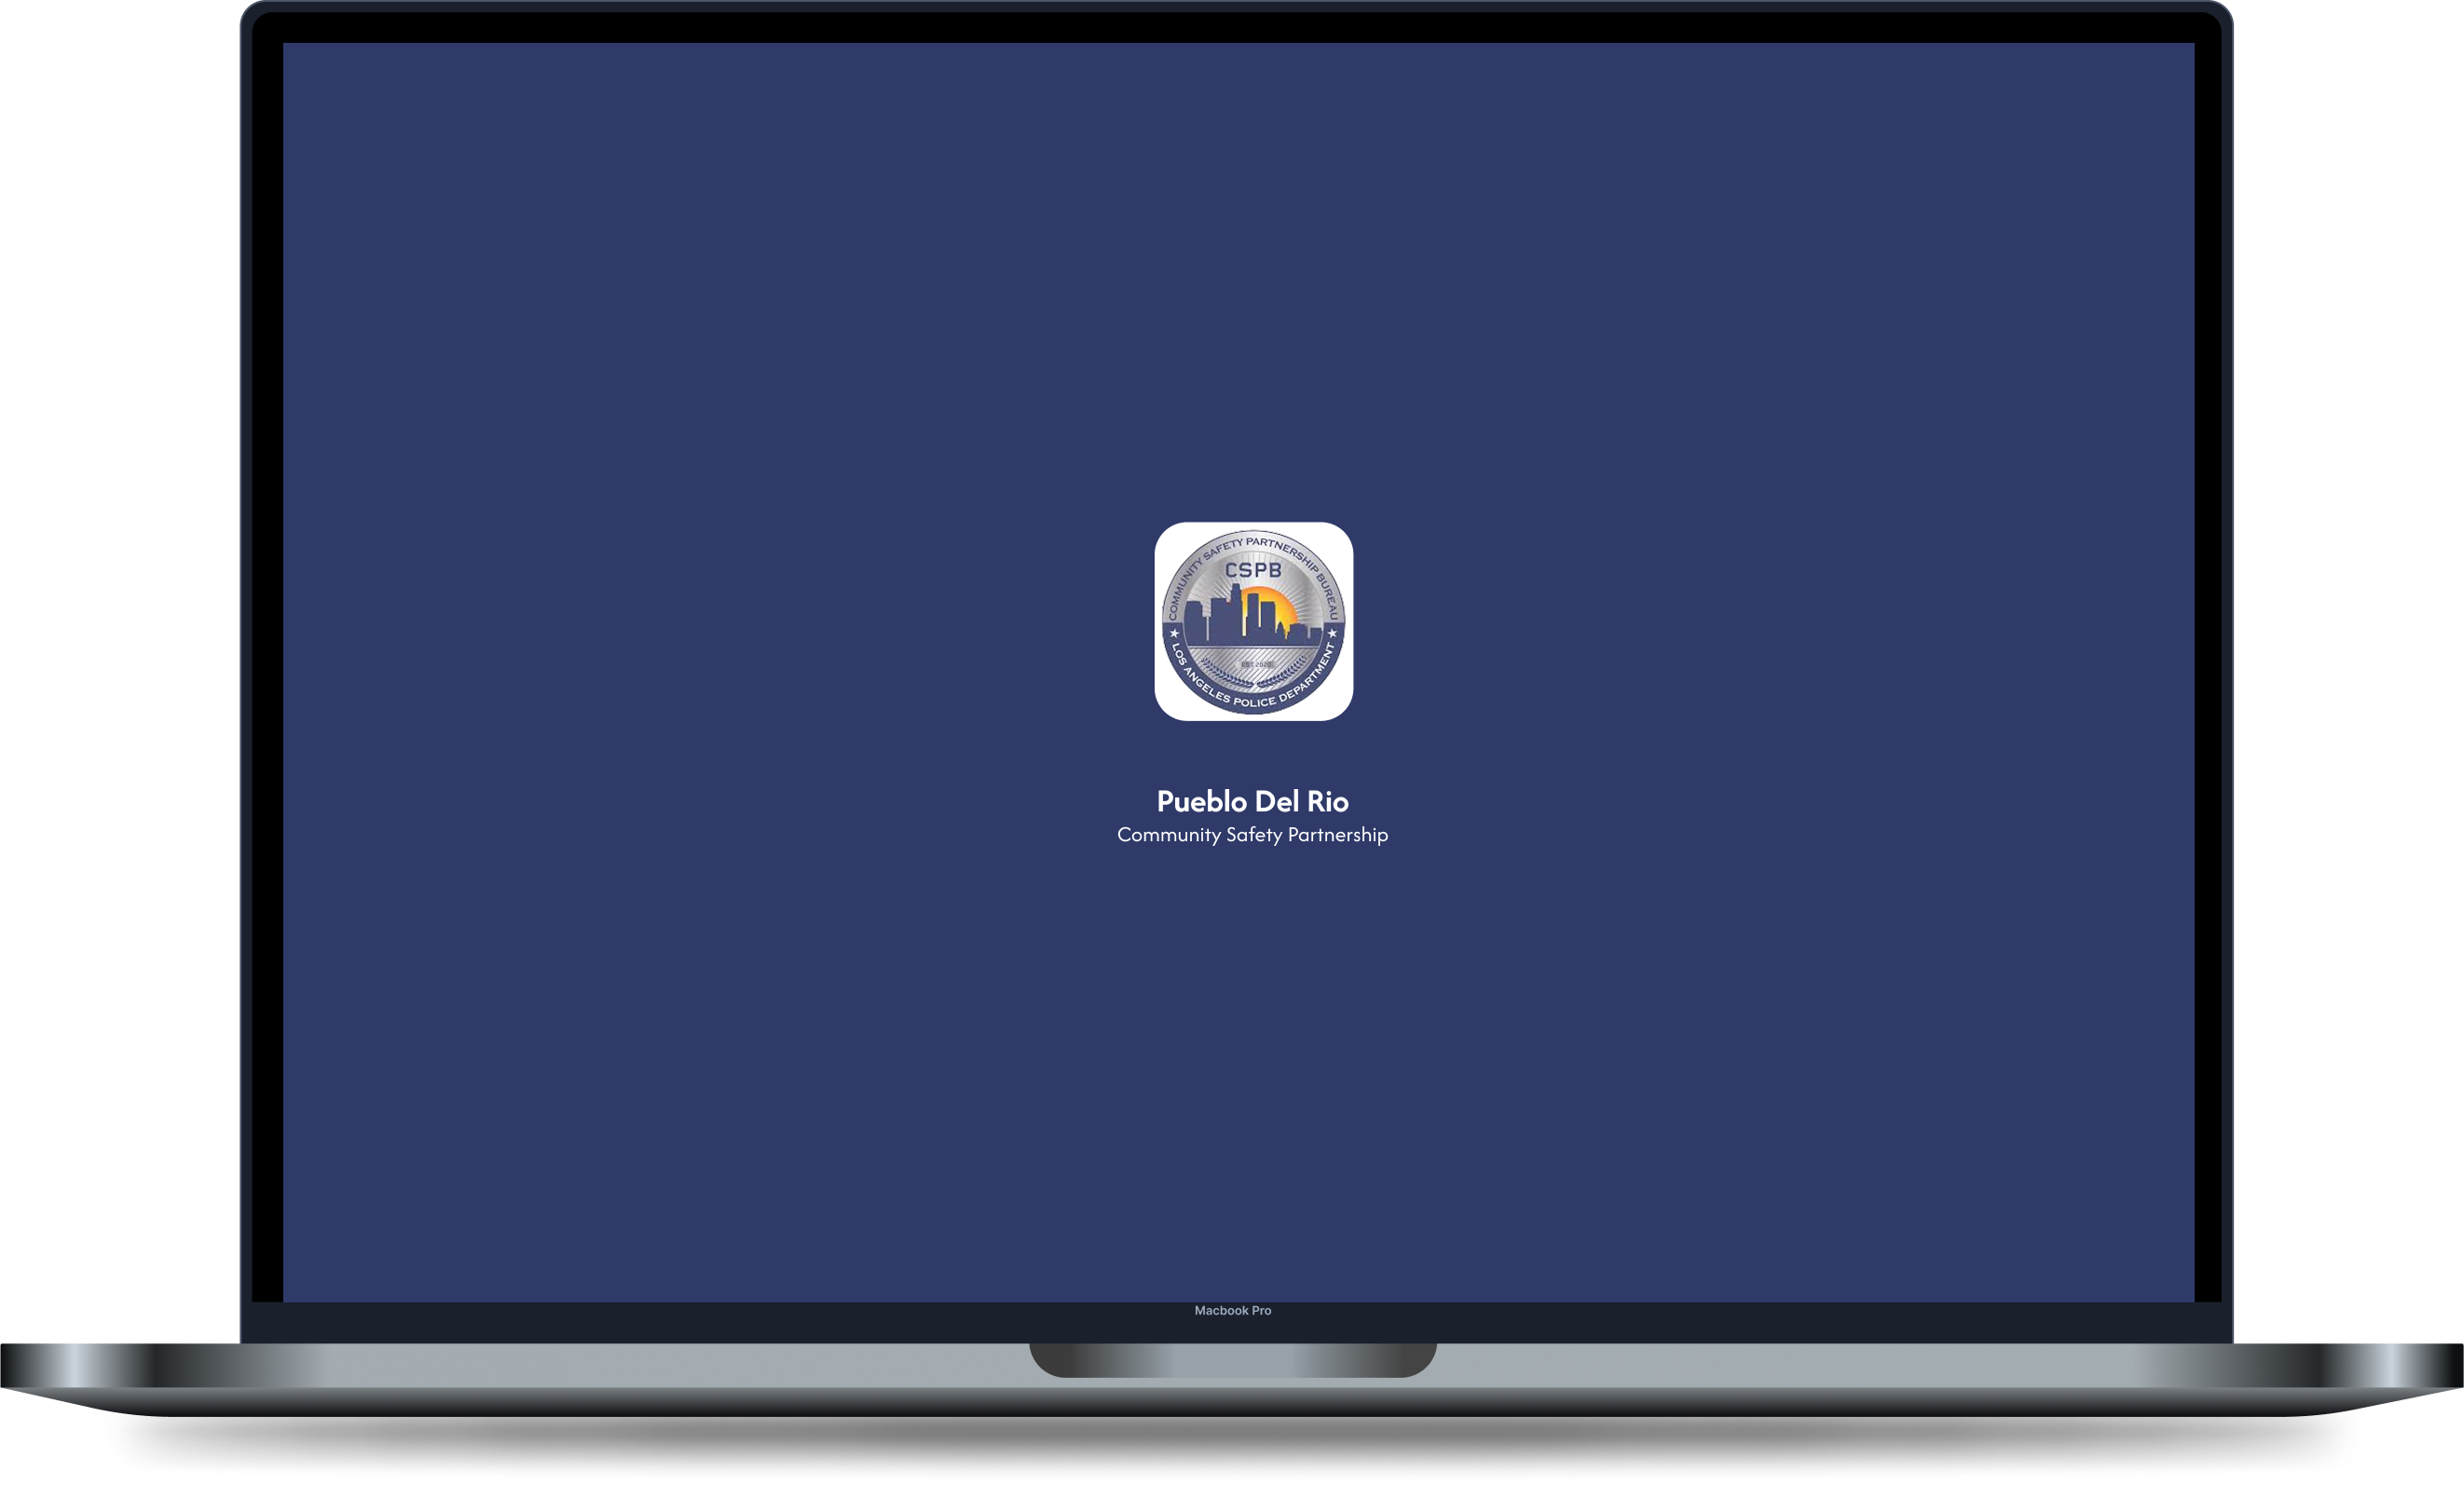 COMMUNITY SAFETY PARTNERSHIP BUREAU
CSPB
EST 2020
LOS ANGELES POLICE DEPARTMENT
Pueblo Del Rio
Community Safety Partnership
Macbook Pro